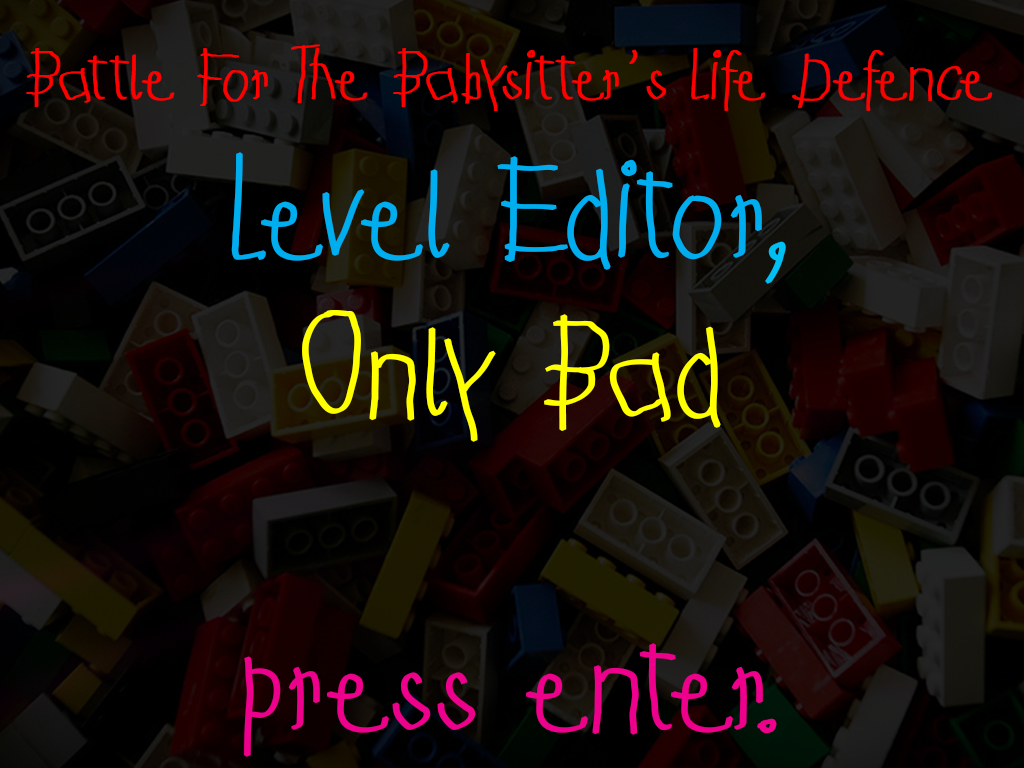 Battle For The Babysitter's Life Defence
Level Editor,
Only Bad
press enter.